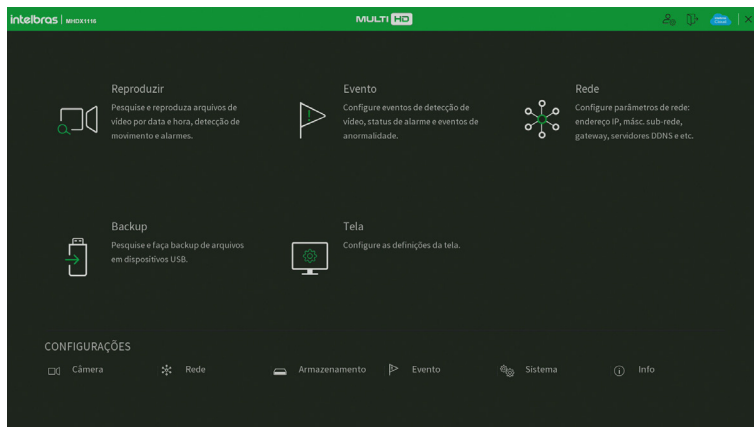 intelbras | MHDX1116
MULTI HD
Reproduzir
Pesquise e reproduza arquivos de
vídeo por data e hora, detecção de
movimento e alarmes.
Evento
Configure eventos de detecção de
vídeo, status de alarme e eventos de
anormalidade.
Rede
Configure parâmetros de rede:
endereço IP, másc. sub-rede,
gateway, servidores DDNS e etc.
Backup
Pesquise e faça backup de arquivos
em dispositivos USB.
Tela
Configure as definições da tela.
CONFIGURAÇÕES
Câmera
Rede
Armazenamento
Evento
Sistema
Info